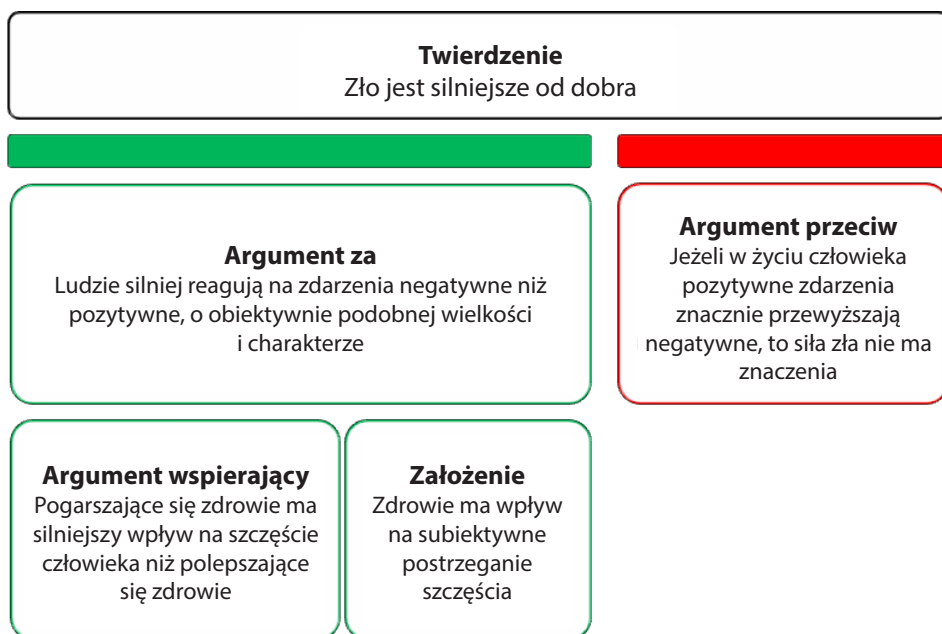 Twierdzenie
Zło jest silniejsze od dobra
Argument za
Ludzie silniej reagują na zdarzenia negatywne niż
pozytywne, o obiektywnie podobnej wielkości
i charakterze
Argument przeciw
Jeżeli w życiu człowieka
pozytywne zdarzenia
znacznie przewyższają
negatywne, to siła zła nie ma
znaczenia
Argument wspierający
Pogarszające się zdrowie ma
silniejszy wpływ na szczęście
człowieka niż polepszające
się zdrowie
Założenie
Zdrowie ma wpływ
na subiektywne
postrzeganie
szczęścia